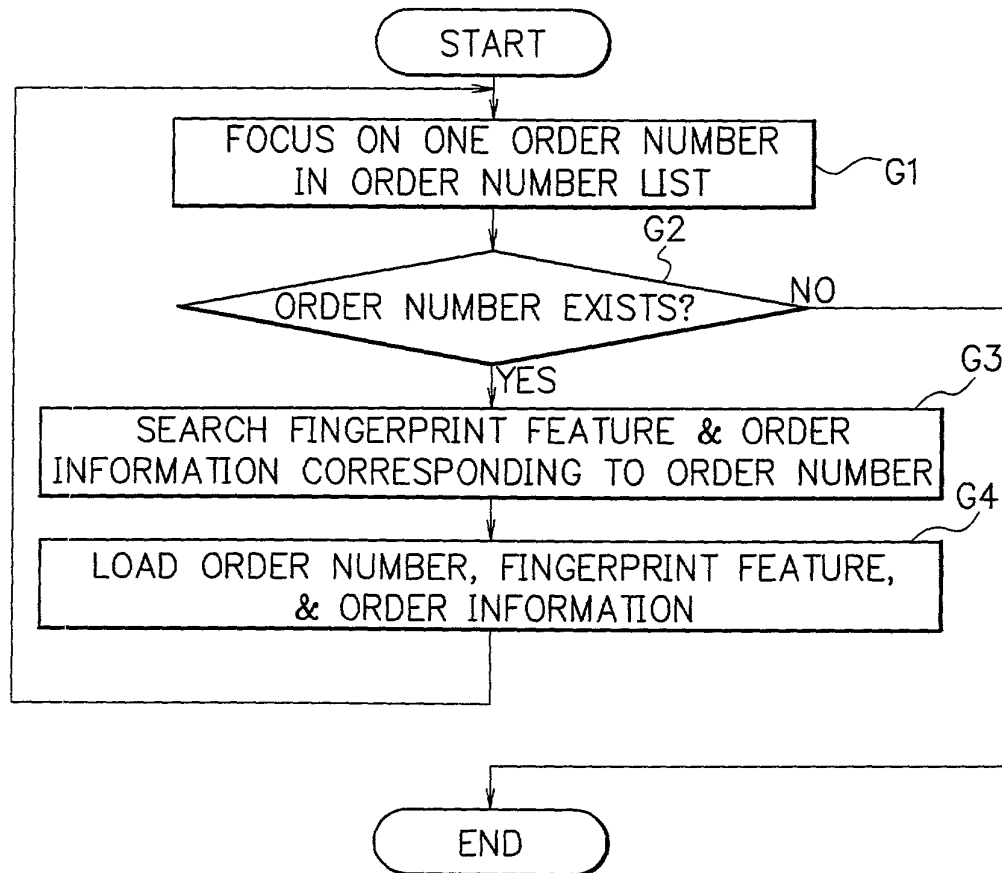 START
FOCUS ON ONE ORDER NUMBER
IN ORDER NUMBER LIST
G1
G2
ORDER NUMBER EXISTS?
NO
YES
G3
SEARCH FINGERPRINT FEATURE & ORDER
INFORMATION CORRESPONDING TO ORDER NUMBER
G4
LOAD ORDER NUMBER, FINGERPRINT FEATURE,
& ORDER INFORMATION
END